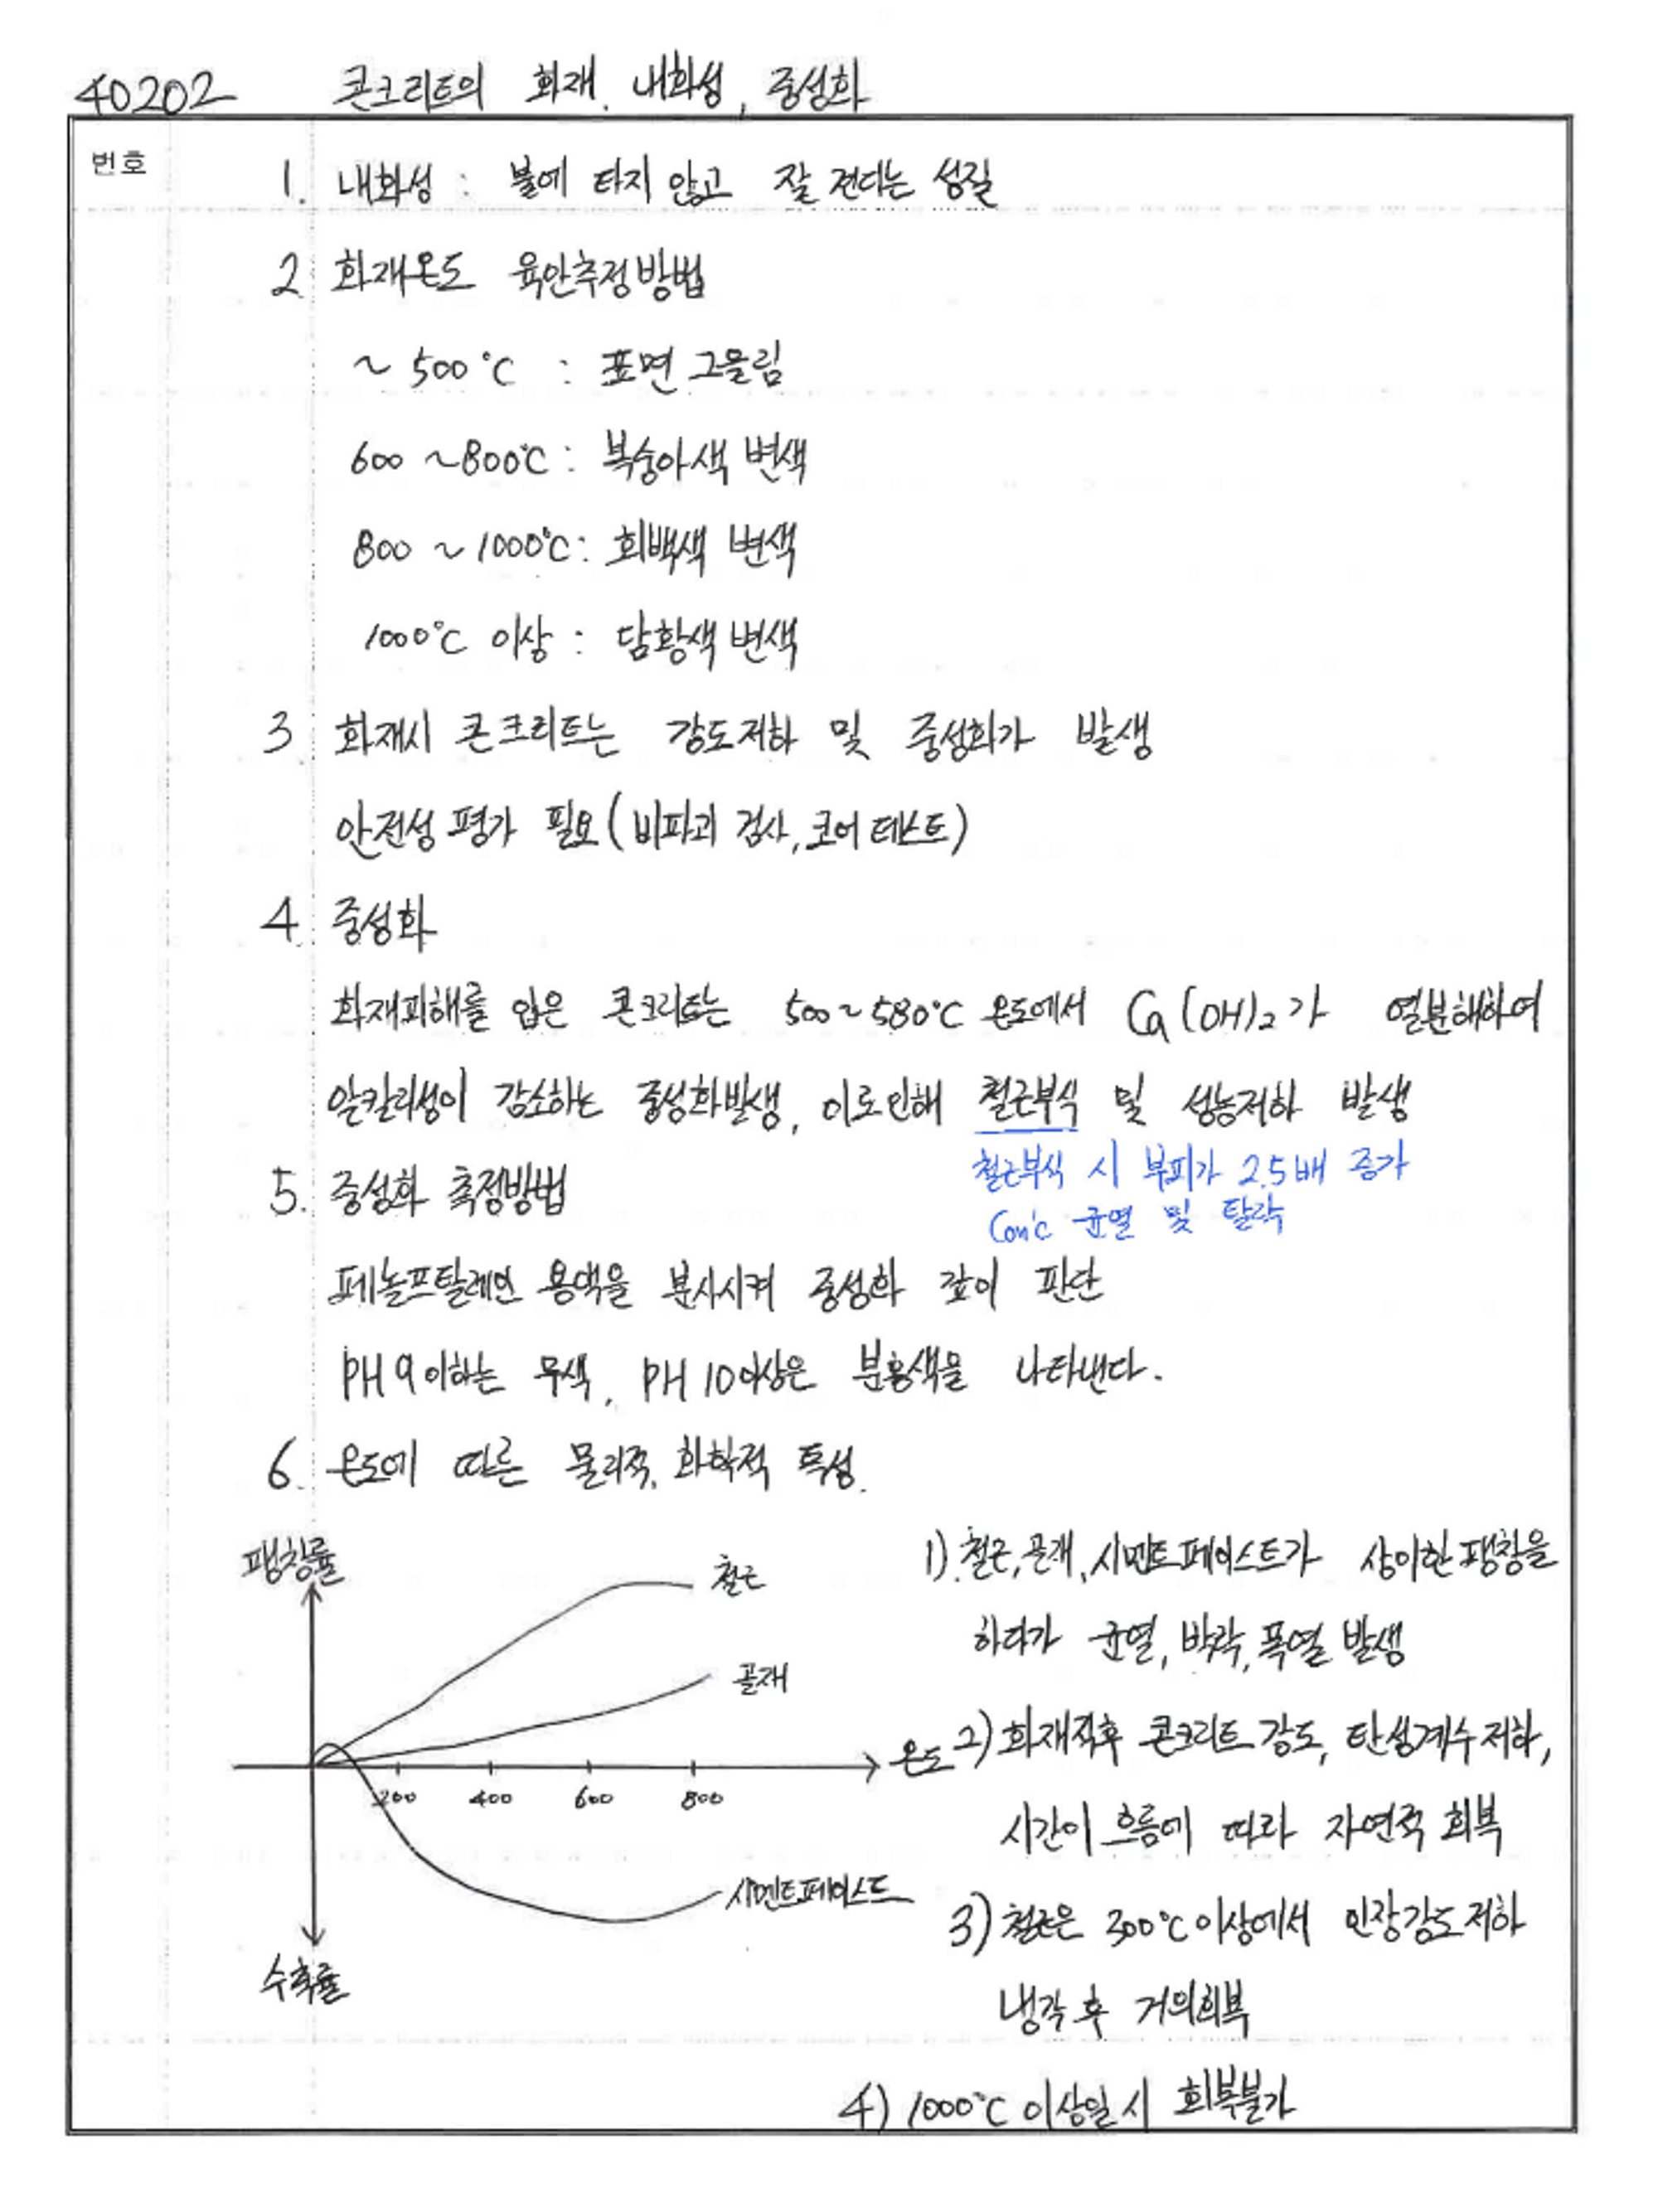 40202 콘크리트의 화재. 내화성, 중성화
번호
1. 내화성 : 불에 타지 않고 잘 견디는 성질
2. 화재온도 육안추정방법
~ 500℃ : 표면 그을림
600 ~800℃ : 복숭아색 변색
800 ~ 1000℃ : 회백색 변색
1000℃ 이상 : 담황색 변색
3. 화재시 콘크리트는 강도저하 및 중성화가 발생
안전성 평가 필요 (비파괴 검사, 코어 테스트)
4. 중성화
화재피해를 입은 콘크리트는 500~580℃ 온도에서 Ca(OH)₂가 열분해하여
알칼리성이 감소하는 중성화발생, 이로인해 철근부식 및 성능저하 발생
철근부식 시 부피가 2.5배 증가
Con'c 균열 및 탈락
5. 중성화 측정방법
페놀프탈레인 용액을 분사시켜 중성화 깊이 판단
PH 9이하는 무색, PH 10이상은 분홍색을 나타낸다.
6. 온도에 따른 물리적, 화학적 특성.
팽창률
철근
골재
200 400 600 800
온도
시멘트페이스트
수축률
1). 철근, 골재, 시멘트페이스트가 상이한 팽창을
하다가 균열, 박락, 폭열 발생
2) 화재직후 콘크리트 강도, 탄성계수 저하,
시간이 흐름에 따라 자연적 회복
3) 철근은 300℃이상에서 인장강도저하
냉각 후 거의회복
4) 1000℃ 이상일 시 회복불가